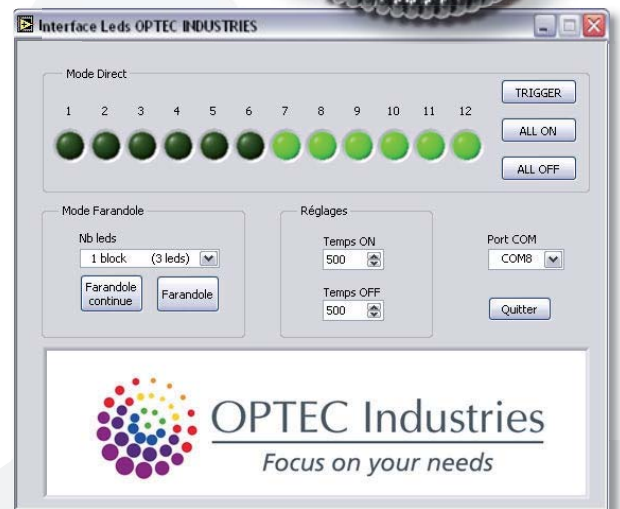 Interface Leds OPTEC INDUSTRIES
Mode Direct
1 2 3 4 5 6 7 8 9 10 11 12
TRIGGER
ALL ON
ALL OFF
Mode Farandole
Nb leds
1 block (3 leds)
Farandole
continue
Farandole
Réglages
Temps ON
500
Temps OFF
500
Port COM
COM8
Quitter
OPTEC Industries
Focus on your needs